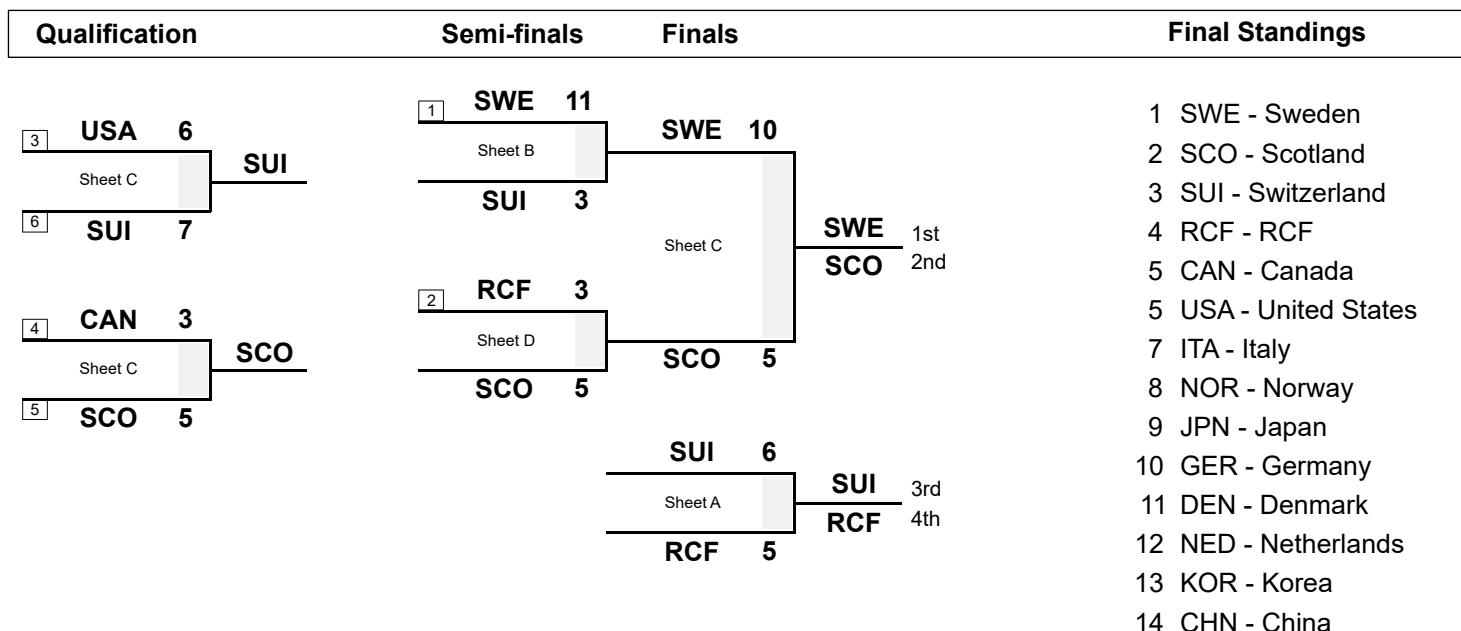 Qualification Semi-finals Finals Final Standings
3 USA 6
Sheet C
SUI
6 SUI 7
4 CAN 3
Sheet C
SCO
5 SCO 5
1 SWE 11
Sheet B
SUI 3
2 RCF 3
Sheet D
SCO 5
SWE 10
Sheet C
SCO 5
SWE 1st
SCO 2nd
SUI 6
Sheet A
RCF 5
SUI 3rd
RCF 4th
1 SWE - Sweden
2 SCO - Scotland
3 SUI - Switzerland
4 RCF - RCF
5 CAN - Canada
5 USA - United States
7 ITA - Italy
8 NOR - Norway
9 JPN - Japan
10 GER - Germany
11 DEN - Denmark
12 NED - Netherlands
13 KOR - Korea
14 CHN - China